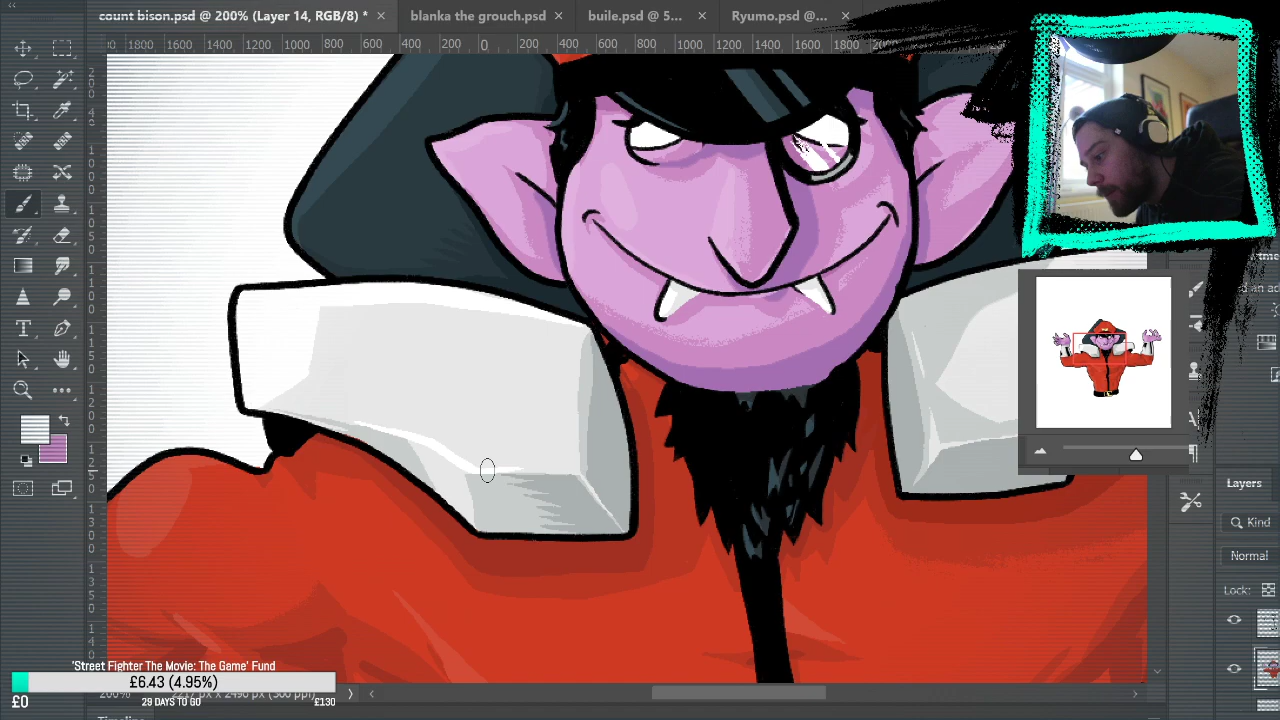 count bison.psd @ 200% (Layer 14, RGB/8) *
blanka the grouch.psd
buile.psd @ 5...
Ryumo.psd @...
1800 1600 1400 1200 1000 800 600 400 200 0 200 400 600 800 1000 1200 1400 1600 1800
Layers
Kind
Normal
Lock:
'Street Fighter The Movie: The Game' Fund
£6.43 (4.95%)
£0
29 DAYS TO GO
£130